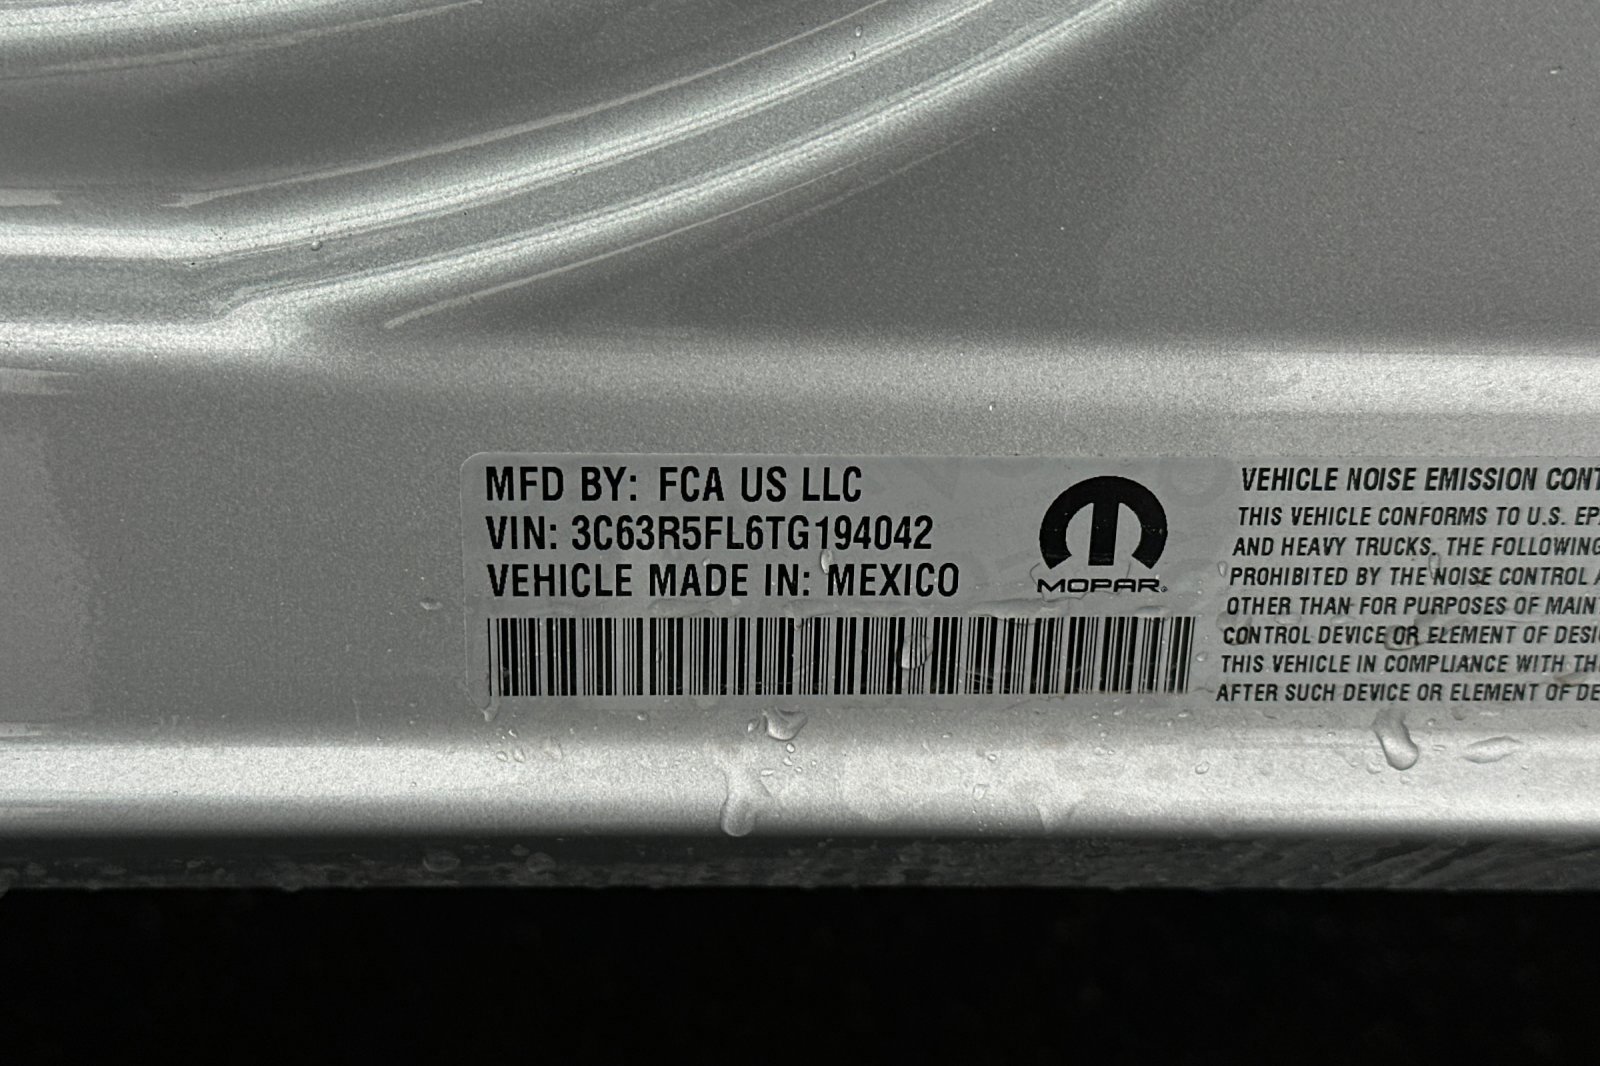 MFD BY: FCA US LLC
VIN: 3C63R5FL6TG194042
VEHICLE MADE IN: MEXICO
MOPAR®
VEHICLE NOISE EMISSION CONT
THIS VEHICLE CONFORMS TO U.S. EPA
AND HEAVY TRUCKS. THE FOLLOWING
PROHIBITED BY THE NOISE CONTROL A
OTHER THAN FOR PURPOSES OF MAINT
CONTROL DEVICE OR ELEMENT OF DESIG
THIS VEHICLE IN COMPLIANCE WITH TH
AFTER SUCH DEVICE OR ELEMENT OF DE